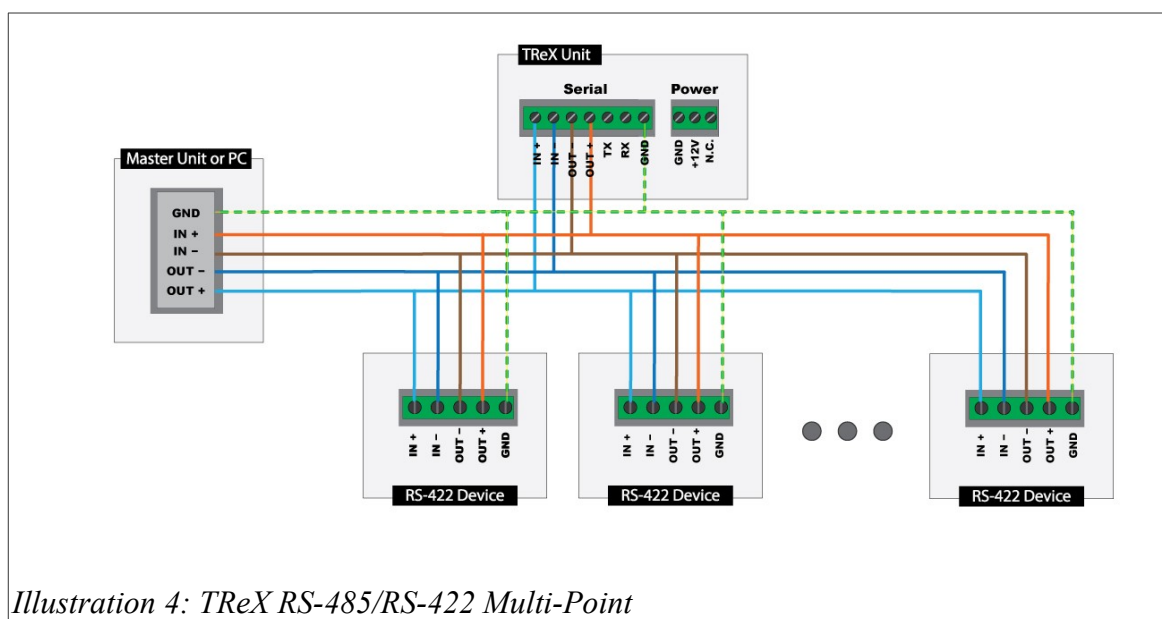 TReX Unit
Serial
Power
IN +
IN –
OUT –
OUT +
TX
RX
GND
GND
+12V
N.C.
Master Unit or PC
GND
IN +
IN –
OUT –
OUT +
IN +
IN –
OUT –
OUT +
GND
RS-422 Device
IN +
IN –
OUT –
OUT +
GND
RS-422 Device
IN +
IN –
OUT –
OUT +
GND
RS-422 Device
Illustration 4: TReX RS-485/RS-422 Multi-Point